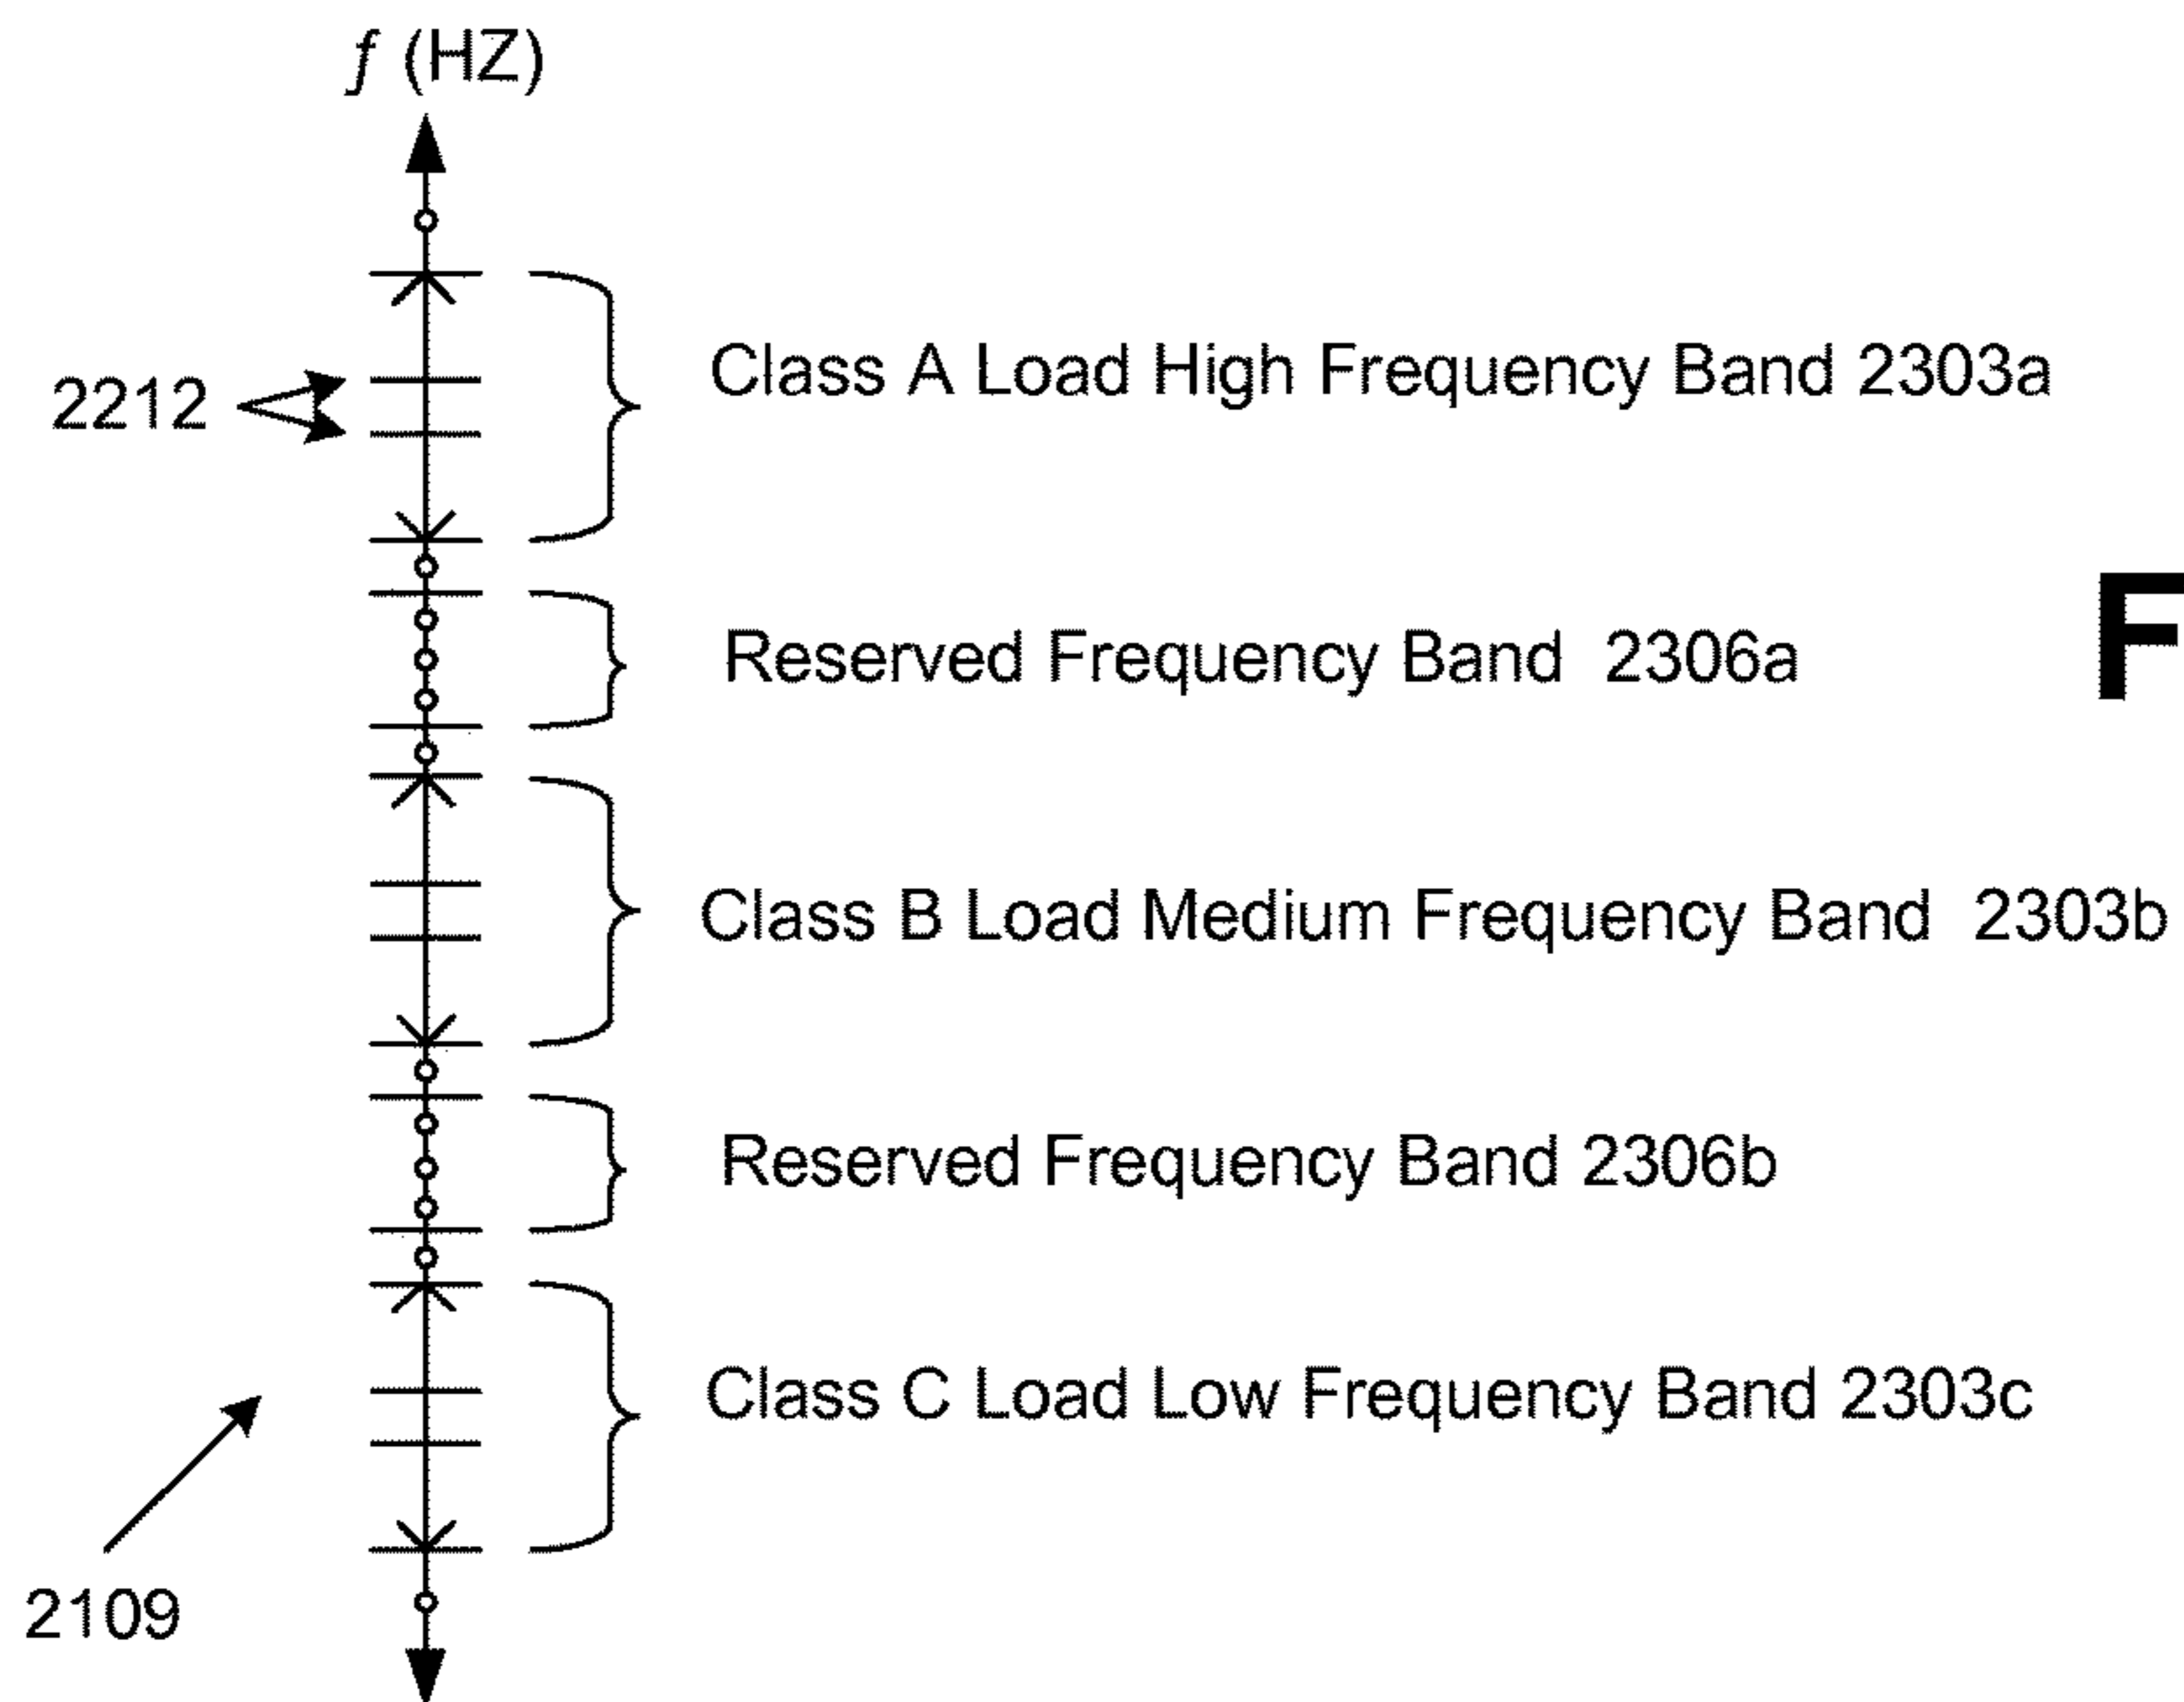 f (HZ)
2212
Class A Load High Frequency Band 2303a
Reserved Frequency Band 2306a
F
Class B Load Medium Frequency Band 2303b
Reserved Frequency Band 2306b
Class C Load Low Frequency Band 2303c
2109